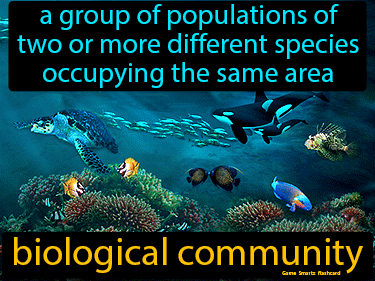 a group of populations of
two or more different species
occupying the same area
biological community
Game Smartz flashcard